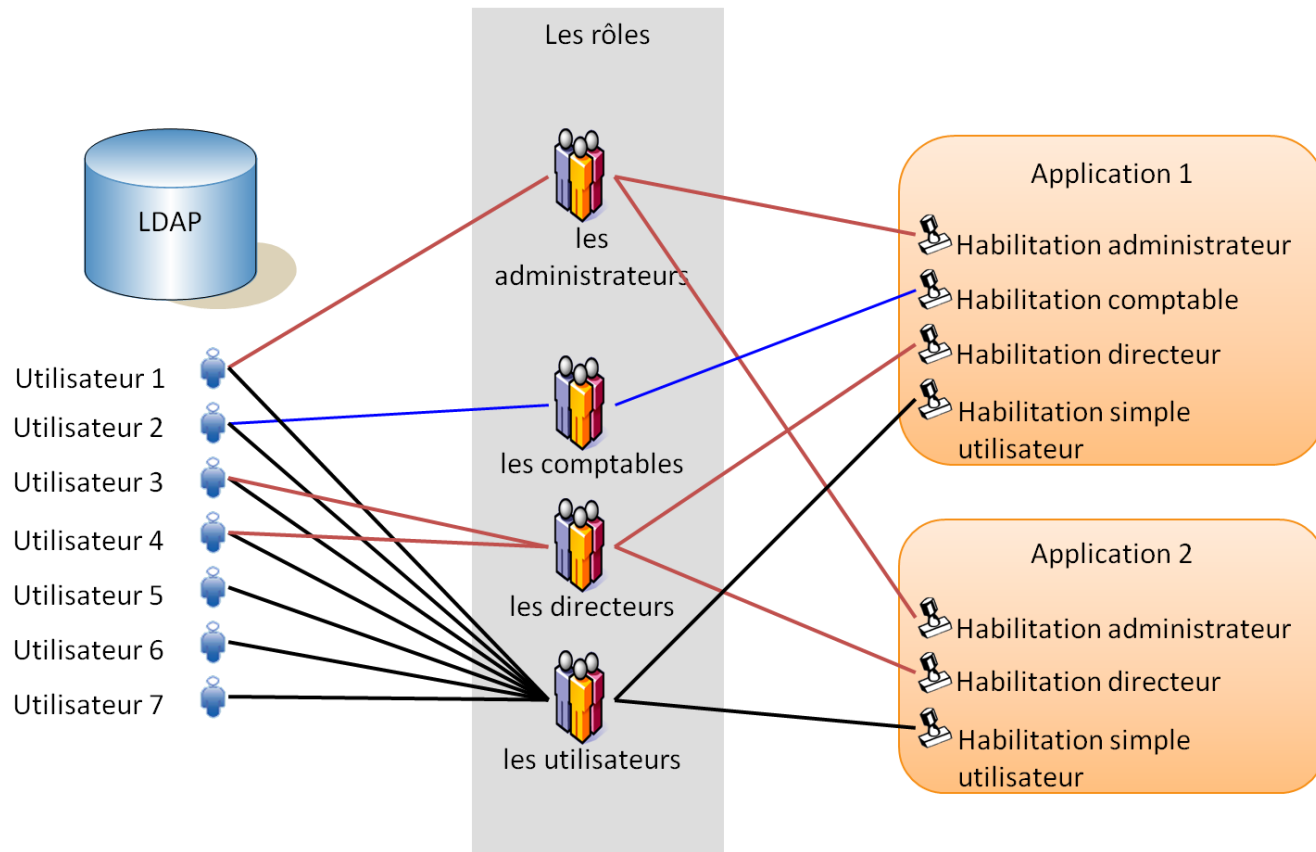 Les rôles
LDAP
les
administrateurs
Utilisateur 1
Utilisateur 2
Utilisateur 3
Utilisateur 4
Utilisateur 5
Utilisateur 6
Utilisateur 7
les comptables
les directeurs
les utilisateurs
Application 1
Habilitation administrateur
Habilitation comptable
Habilitation directeur
Habilitation simple
utilisateur
Application 2
Habilitation administrateur
Habilitation directeur
Habilitation simple
utilisateur